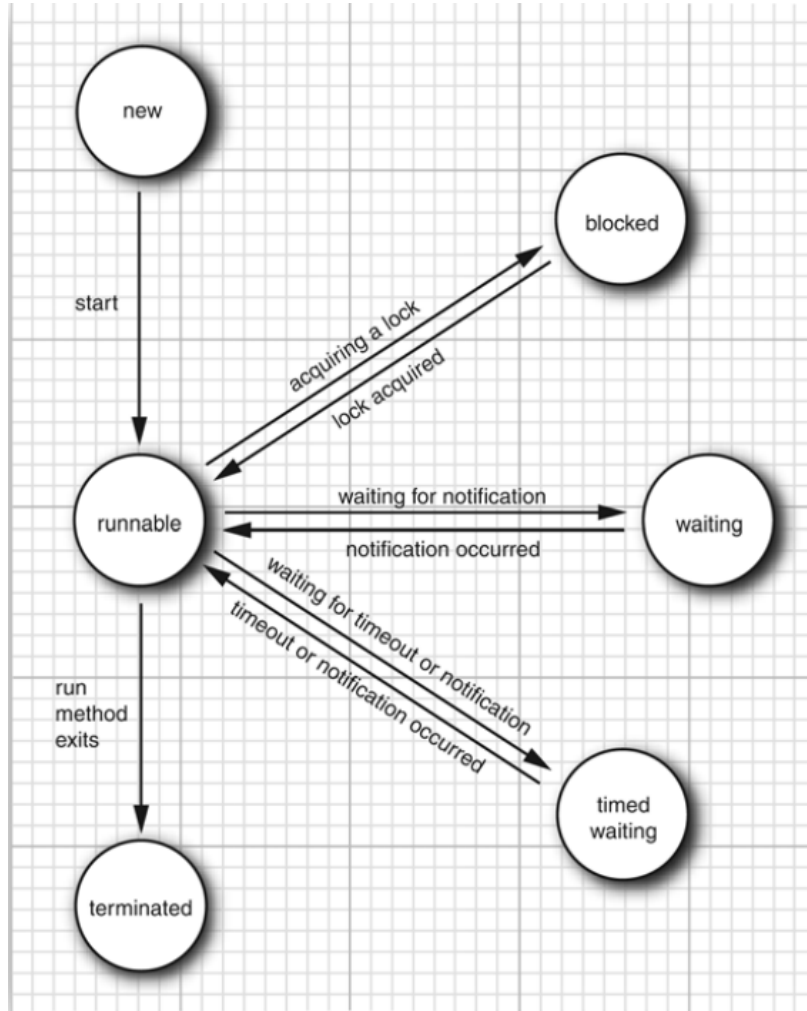 new
blocked
start
acquiring a lock
lock acquired
runnable
waiting for notification
notification occurred
waiting
waiting for timeout or notification
timeout or notification occurred
run
method
exits
timed
waiting
terminated